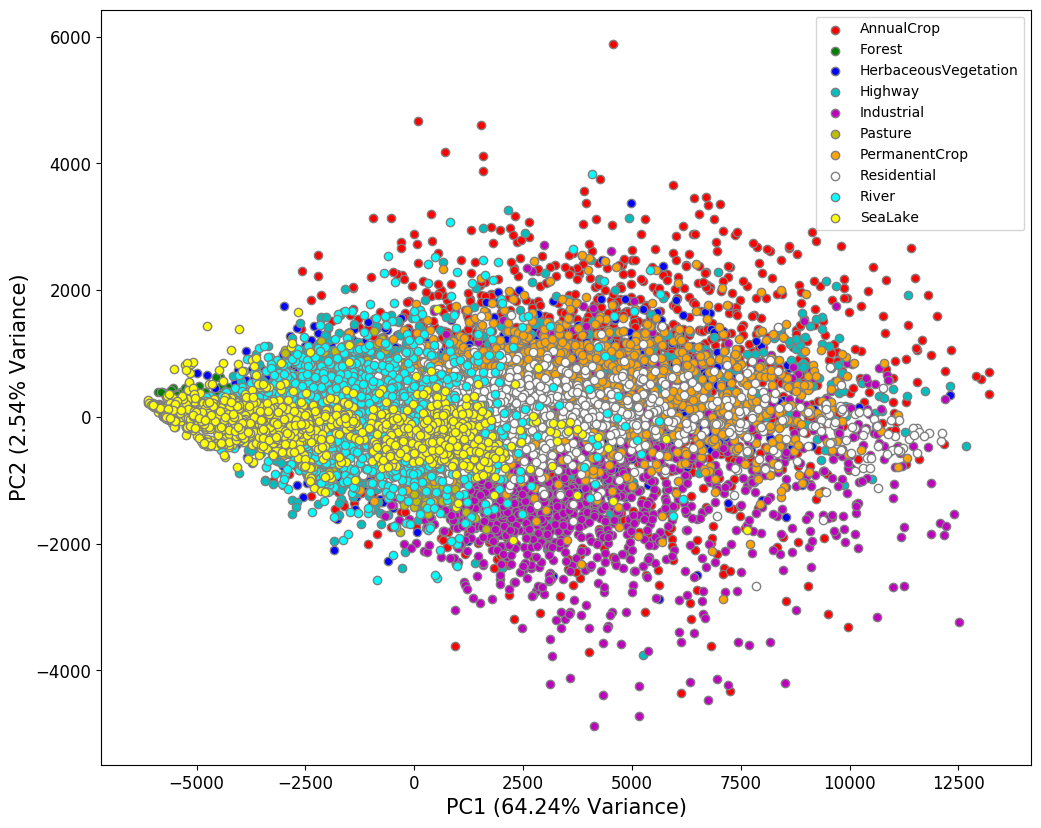 6000
4000
2000
0
−2000
−4000
PC2 (2.54% Variance)
AnnualCrop
Forest
HerbaceousVegetation
Highway
Industrial
Pasture
PermanentCrop
Residential
River
SeaLake
−5000 −2500 0 2500 5000 7500 10000 12500
PC1 (64.24% Variance)